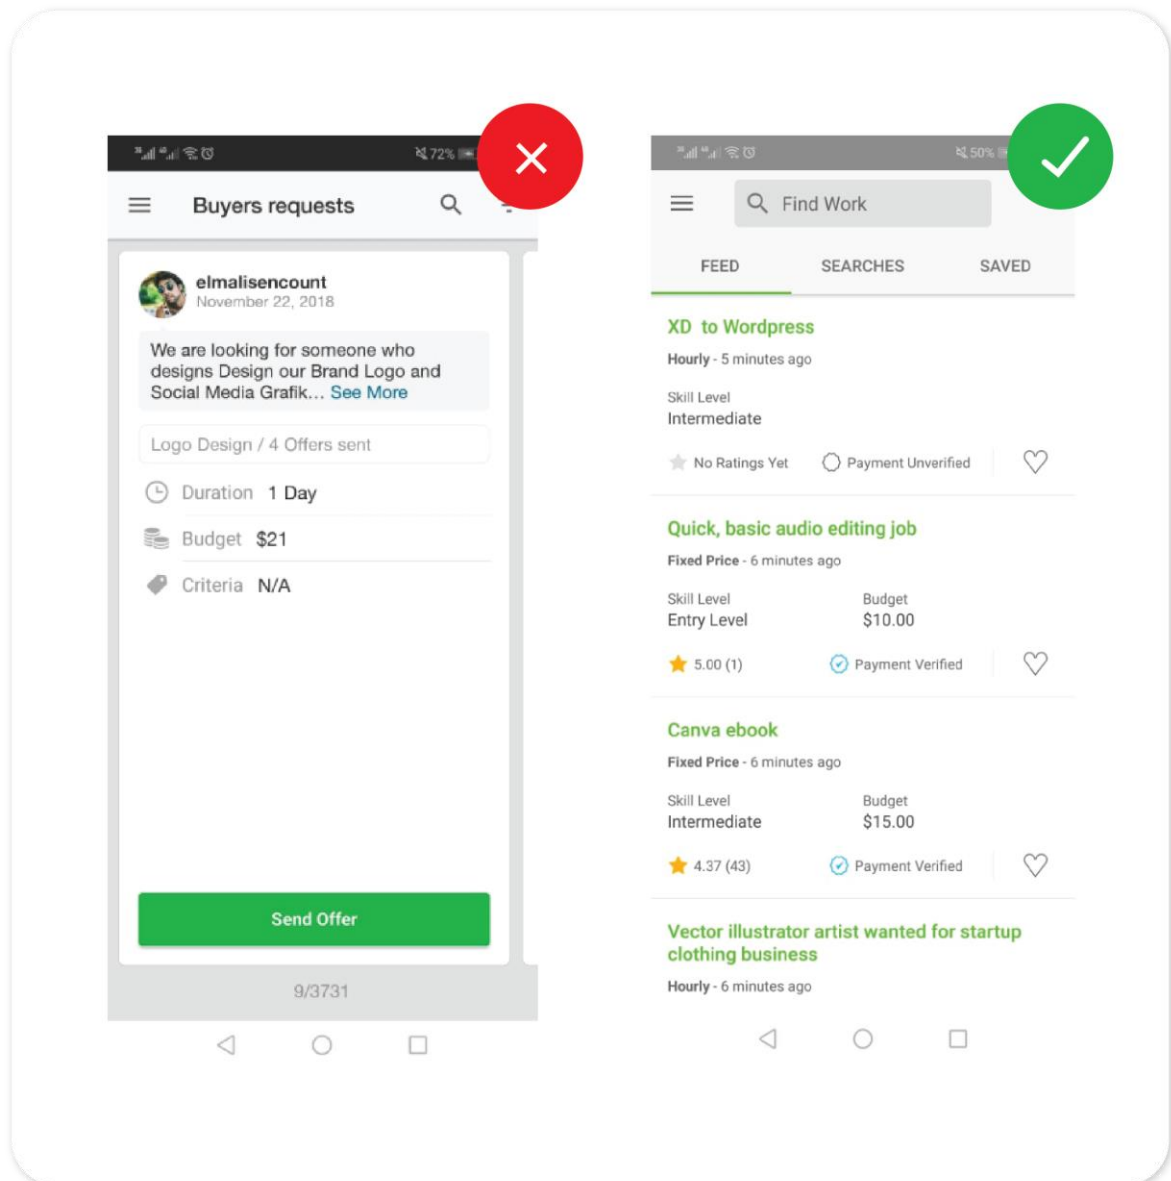 72%
Buyers requests
elmalisencount
November 22, 2018
We are looking for someone who
designs Design our Brand Logo and
Social Media Grafik... See More
Logo Design / 4 Offers sent
Duration 1 Day
Budget $21
Criteria N/A
Send Offer
9/3731
50%
Find Work
FEED SEARCHES SAVED
XD to Wordpress
Hourly - 5 minutes ago
Skill Level
Intermediate
No Ratings Yet Payment Unverified
Quick, basic audio editing job
Fixed Price - 6 minutes ago
Skill Level Budget
Entry Level $10.00
5.00 (1) Payment Verified
Canva ebook
Fixed Price - 6 minutes ago
Skill Level Budget
Intermediate $15.00
4.37 (43) Payment Verified
Vector illustrator artist wanted for startup
clothing business
Hourly - 6 minutes ago